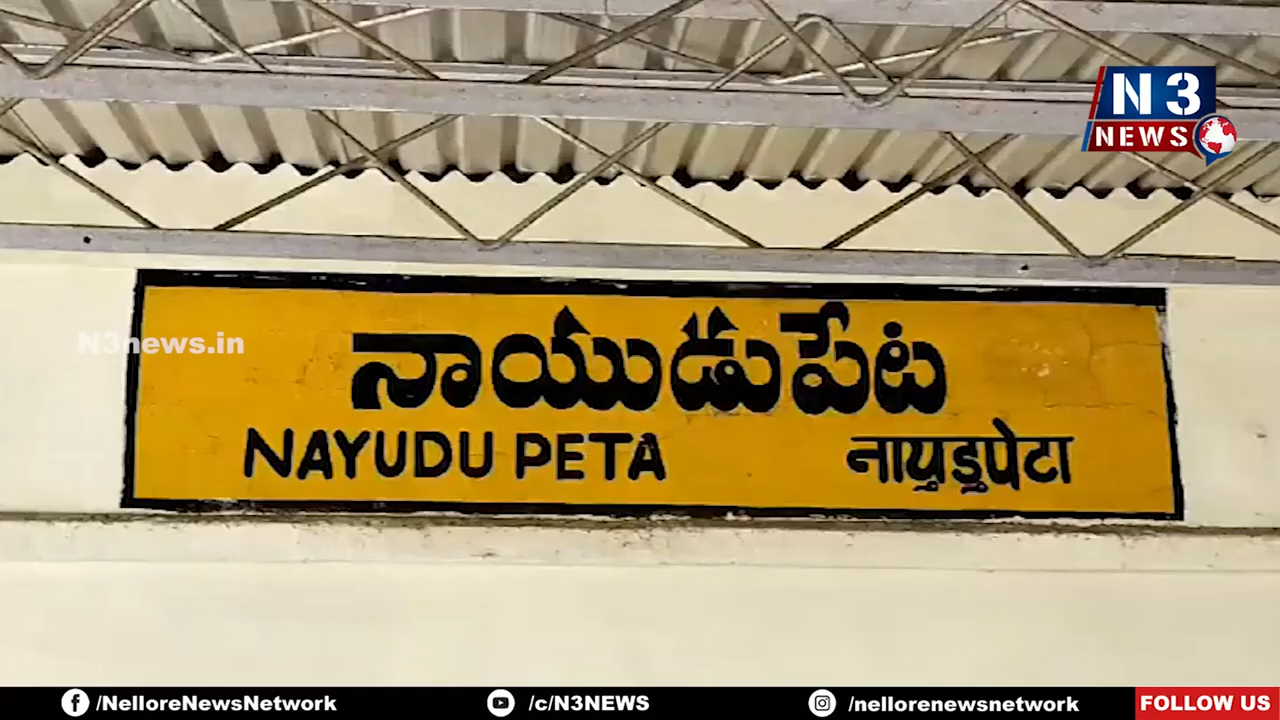 N3
NEWS
N3news.in
నాయుడుపేట
NAYUDU PETA
नायुडुपेटा
/NelloreNewsNetwork
/c/N3NEWS
/nellorenewsnetwork
FOLLOW US